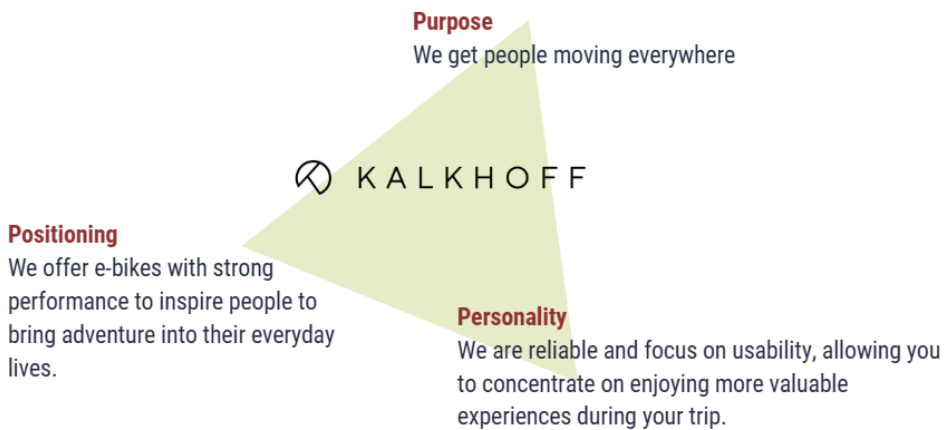 Purpose
We get people moving everywhere
KALKHOFF
Positioning
We offer e-bikes with strong
performance to inspire people to
bring adventure into their everyday
lives.
Personality
We are reliable and focus on usability, allowing you
to concentrate on enjoying more valuable
experiences during your trip.